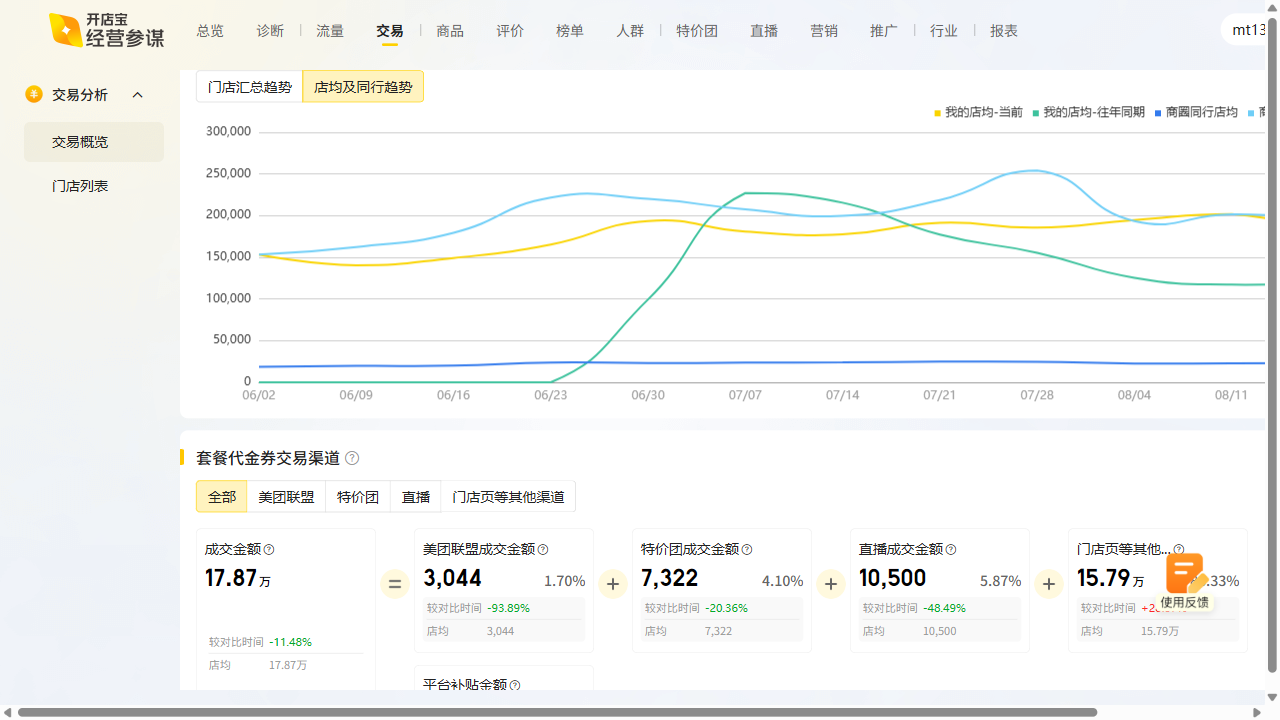 开店宝
经营参谋
总览 诊断 流量 交易 商品 评价 榜单 人群 特价团 直播 营销 推广 行业 报表
mt13
交易分析
交易概览
门店列表
门店汇总趋势 店均及同行趋势
我的店均-当前 我的店均-往年同期 商圈同行店均
300,000
250,000
200,000
150,000
100,000
50,000
0
06/02 06/09 06/16 06/23 06/30 07/07 07/14 07/21 07/28 08/04 08/11
套餐代金券交易渠道
全部 美团联盟 特价团 直播 门店页等其他渠道
成交金额
17.87 万
较对比时间 -11.48%
店均 17.87万
=
美团联盟成交金额
3,044 1.70%
较对比时间 -93.89%
店均 3,044
+
特价团成交金额
7,322 4.10%
较对比时间 -20.36%
店均 7,322
+
直播成交金额
10,500 5.87%
较对比时间 -48.49%
店均 10,500
+
门店页等其他...
15.79 万 .33%
较对比时间
店均 15.79万
使用反馈
平台补贴金额